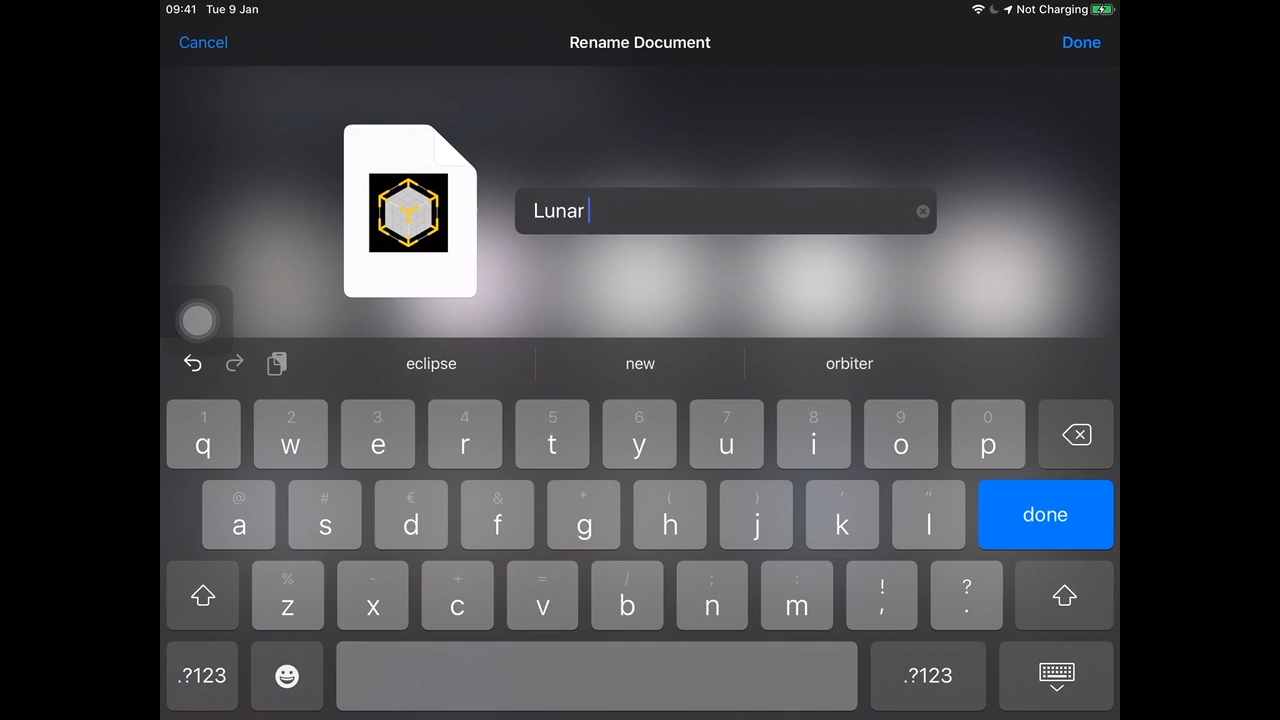 09:41 Tue 9 Jan Not Charging
Cancel Rename Document Done
Lunar
eclipse new orbiter
1 2 3 4 5 6 7 8 9 0
q w e r t y u i o p
@ # € & * ( ) ' "
a s d f g h j k l done
% - + = / ; : ! ?
z x c v b n m , .
.?123 .?123